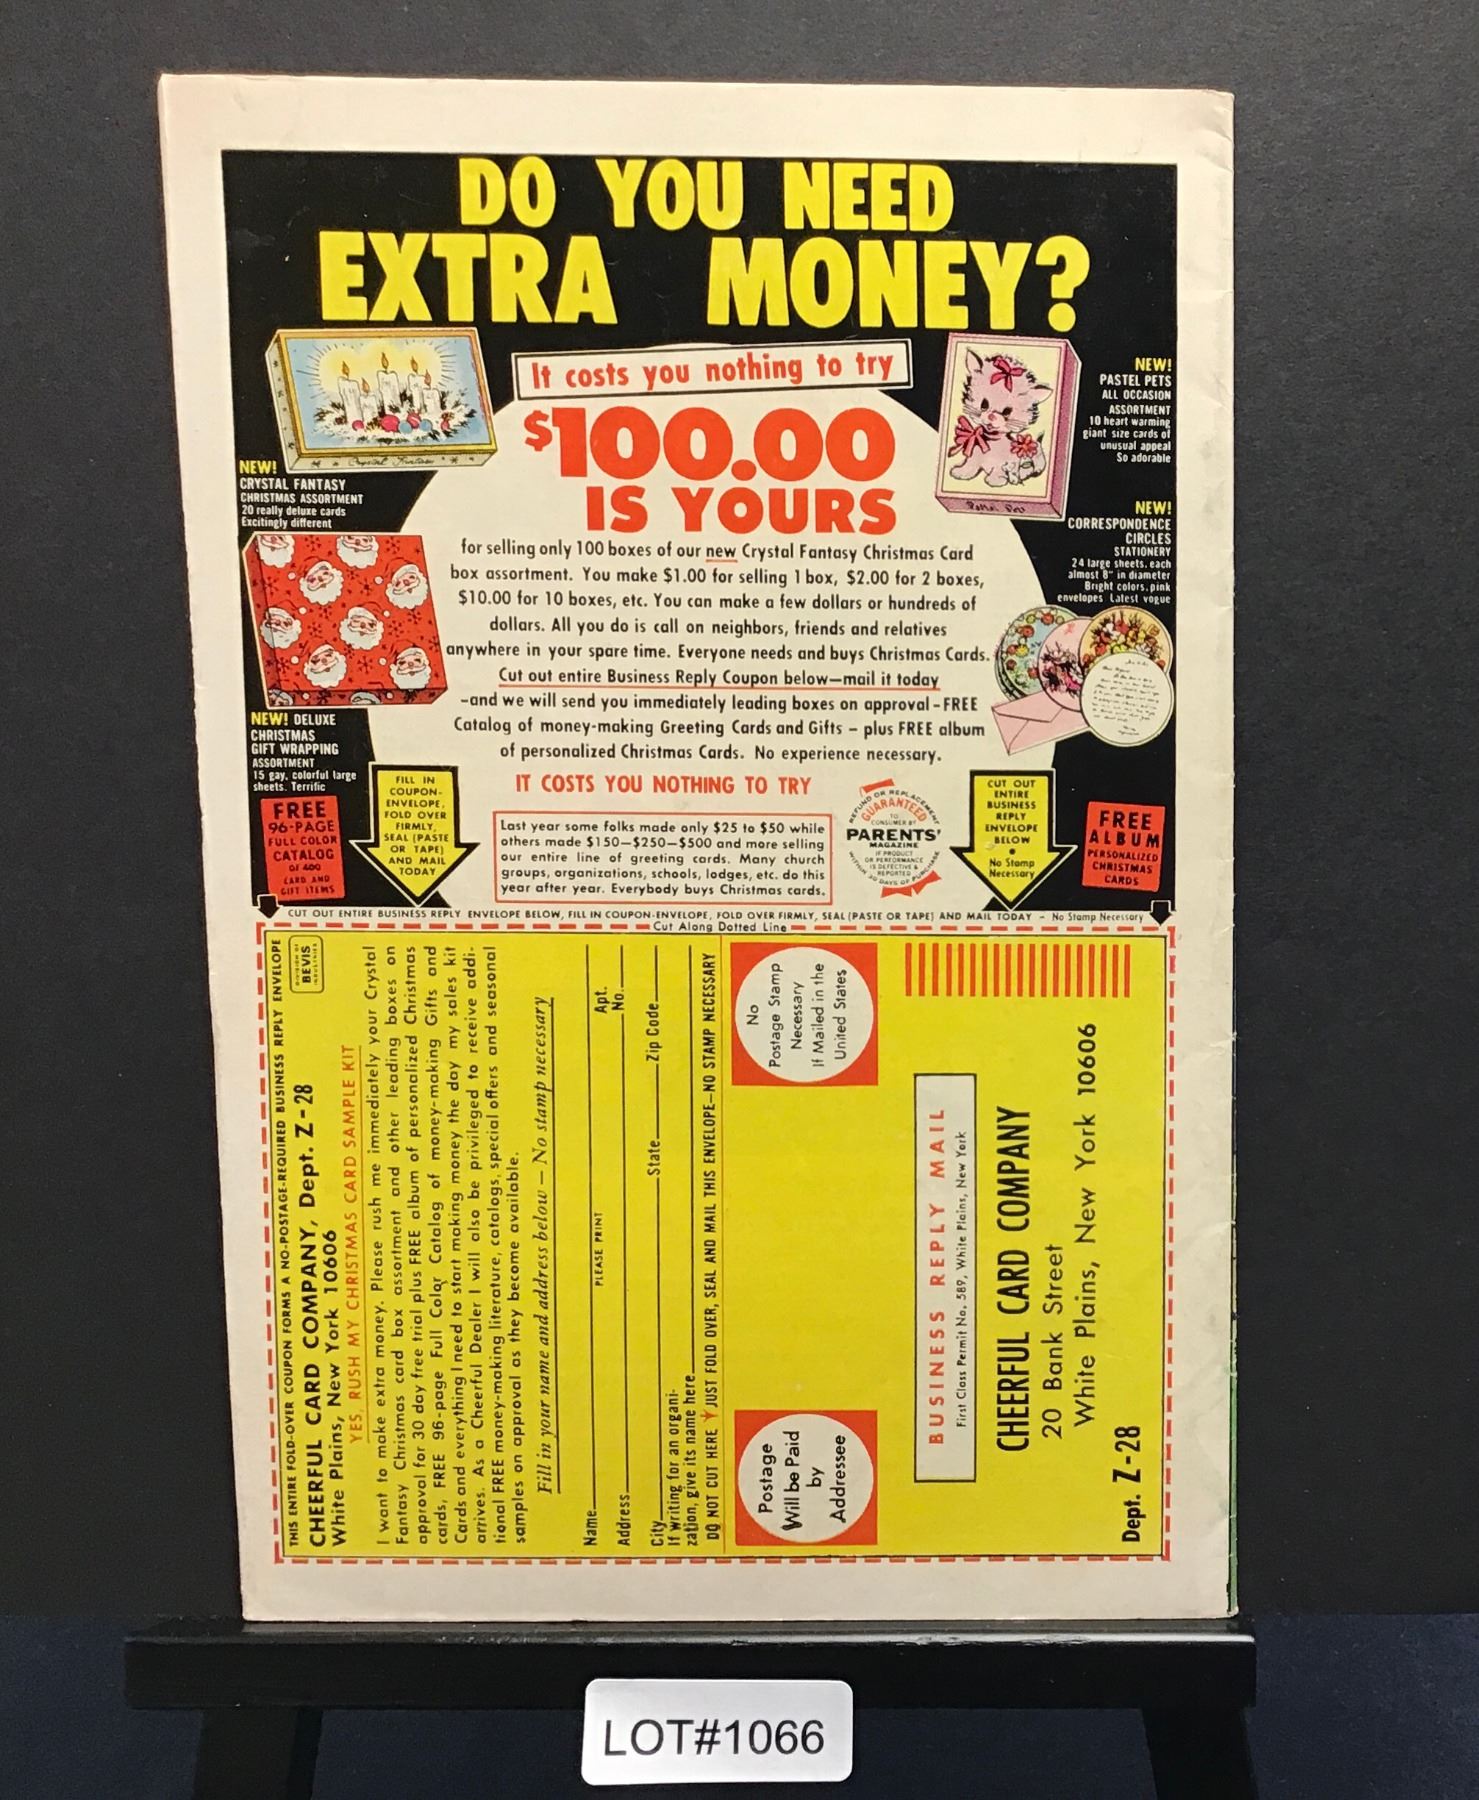 DO YOU NEED
EXTRA MONEY?
It costs you nothing to try
$100.00
IS YOURS
Crystal Fantasy
NEW!
CRYSTAL FANTASY
CHRISTMAS ASSORTMENT
20 really deluxe cards
Excitingly different
NEW!
PASTEL PETS
ALL OCCASION
ASSORTMENT
10 heart warming
giant size cards of
unusual appeal
So adorable
Pastel Pets
NEW!
CORRESPONDENCE
CIRCLES
STATIONERY
24 large sheets, each
almost 8" in diameter
Bright colors, pink
envelopes Latest vogue
for selling only 100 boxes of our new Crystal Fantasy Christmas Card
box assortment. You make $1.00 for selling 1 box, $2.00 for 2 boxes,
$10.00 for 10 boxes, etc. You can make a few dollars or hundreds of
dollars. All you do is call on neighbors, friends and relatives
anywhere in your spare time. Everyone needs and buys Christmas Cards.
Cut out entire Business Reply Coupon below—mail it today
-and we will send you immediately leading boxes on approval - FREE
Catalog of money-making Greeting Cards and Gifts - plus FREE album
of personalized Christmas Cards. No experience necessary.
IT COSTS YOU NOTHING TO TRY
NEW! DELUXE
CHRISTMAS
GIFT WRAPPING
ASSORTMENT
15 gay, colorful large
sheets. Terrific
FREE
96-PAGE
FULL COLOR
CATALOG
OF 400
CARD AND
GIFT ITEMS
FILL IN
COUPON-
ENVELOPE,
FOLD OVER
FIRMLY,
SEAL (PASTE
OR TAPE)
AND MAIL
TODAY
Last year some folks made only $25 to $50 while
others made $150—$250—$500 and more selling
our entire line of greeting cards. Many church
groups, organizations, schools, lodges, etc. do this
year after year. Everybody buys Christmas cards.
REFUND OR REPLACEMENT
GUARANTEED
TO
CONSUMER BY
PARENTS'
MAGAZINE
IF PRODUCT
OR PERFORMANCE
IS DEFECTIVE &
REPORTED
WITHIN 30 DAYS OF PURCHASE
CUT OUT
ENTIRE
BUSINESS
REPLY
ENVELOPE
BELOW
•
No Stamp
Necessary
FREE
ALBUM
PERSONALIZED
CHRISTMAS
CARDS
CUT OUT ENTIRE BUSINESS REPLY ENVELOPE BELOW, FILL IN COUPON-ENVELOPE, FOLD OVER FIRMLY, SEAL (PASTE OR TAPE) AND MAIL TODAY - No Stamp Necessary
Cut Along Dotted Line
THIS ENTIRE FOLD-OVER COUPON FORMS A NO-POSTAGE-REQUIRED BUSINESS REPLY ENVELOPE
DIVISION OF
BEVIS
INDUSTRIES
CHEERFUL CARD COMPANY, Dept. Z-28
White Plains, New York 10606
YES, RUSH MY CHRISTMAS CARD SAMPLE KIT
I want to make extra money. Please rush me immediately your Crystal
Fantasy Christmas card box assortment and other leading boxes on
approval for 30 day free trial plus FREE album of personalized Christmas
cards, FREE 96-page Full Color Catalog of money-making Gifts and
Cards and everything I need to start making money the day my sales kit
arrives. As a Cheerful Dealer I will also be privileged to receive addi-
tional FREE money-making literature, catalogs, special offers and seasonal
samples on approval as they become available.
Fill in your name and address below — No stamp necessary
Name
PLEASE PRINT
Address
Apt.
No.
City
State
Zip Code
If writing for an organi-
zation, give its name here
DO NOT CUT HERE JUST FOLD OVER, SEAL AND MAIL THIS ENVELOPE—NO STAMP NECESSARY
No
Postage Stamp
Necessary
If Mailed in the
United States
Postage
Will be Paid
by
Addressee
BUSINESS REPLY MAIL
First Class Permit No. 589, White Plains, New York
CHEERFUL CARD COMPANY
20 Bank Street
White Plains, New York 10606
Dept. Z-28
LOT#1066